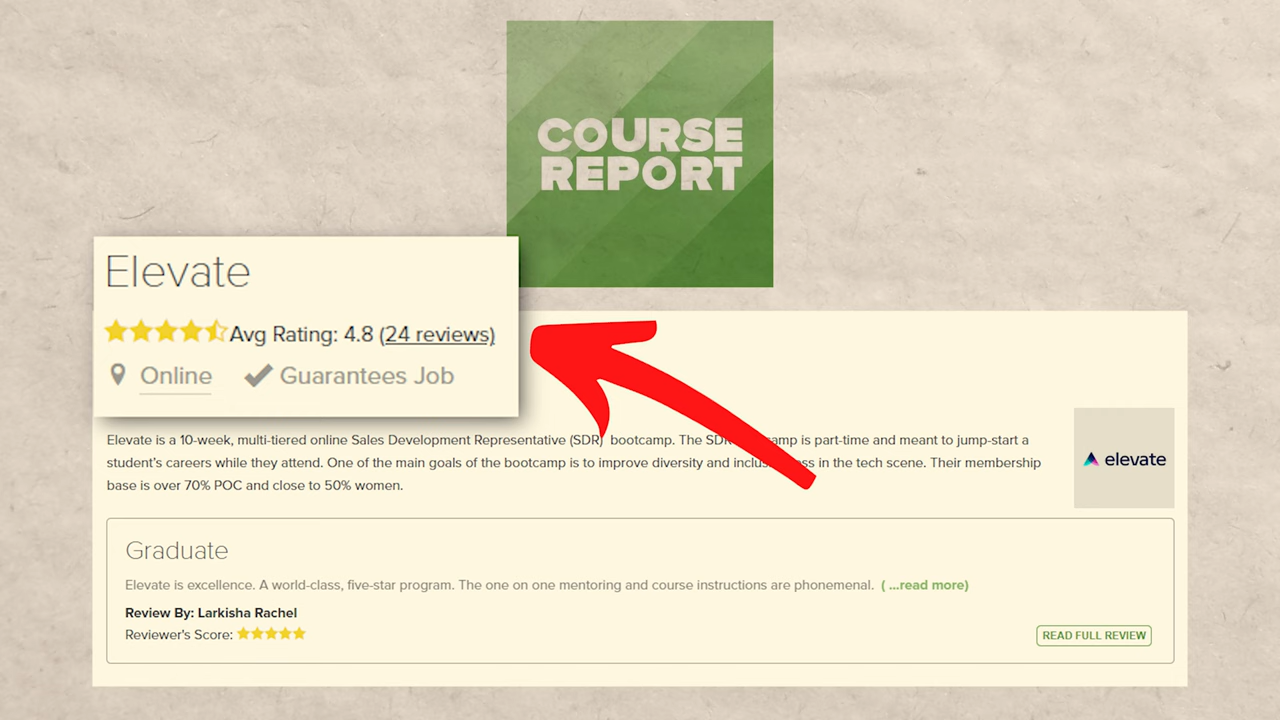 COURSE
REPORT
Elevate
Avg Rating: 4.8 (24 reviews)
Online
Guarantees Job
Elevate is a 10-week, multi-tiered online Sales Development Representative (SDR) bootcamp. The SDR is part-time and meant to jump-start a
student's careers while they attend. One of the main goals of the bootcamp is to improve diversity and in the tech scene. Their membership
base is over 70% POC and close to 50% women.
elevate
Graduate
Elevate is excellence. A world-class, five-star program. The one on one mentoring and course instructions are phonemenal. ( ...read more)
Review By: Larkisha Rachel
Reviewer's Score:
READ FULL REVIEW